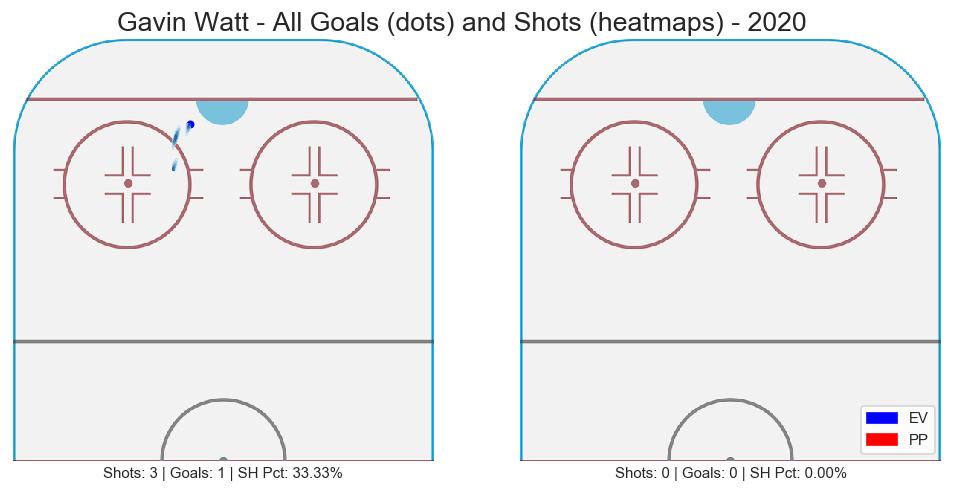 Gavin Watt - All Goals (dots) and Shots (heatmaps) - 2020
EV
PP
Shots: 3 | Goals: 1 | SH Pct: 33.33%
Shots: 0 | Goals: 0 | SH Pct: 0.00%